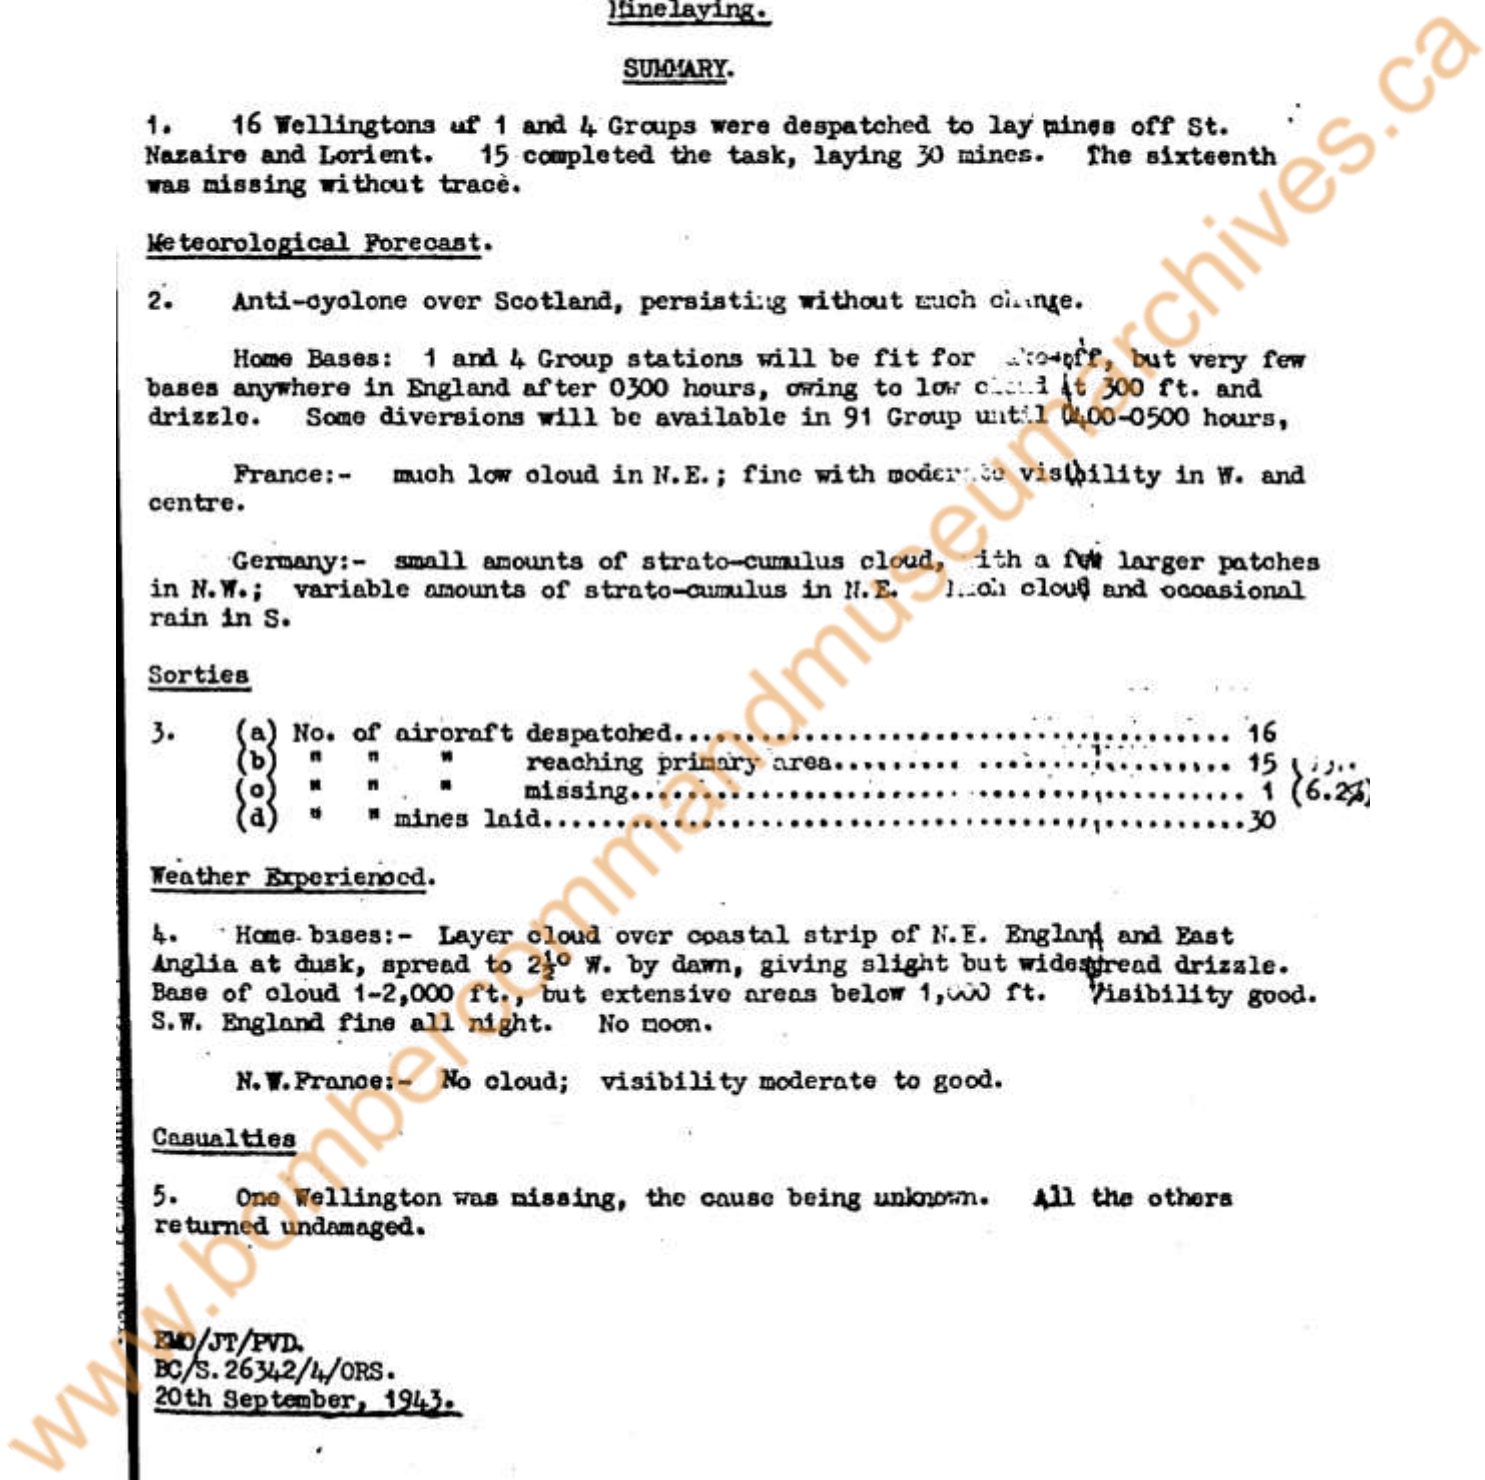 Minelaying.
SUMMARY.
1. 16 Wellingtons of 1 and 4 Groups were despatched to lay mines off St.
Nazaire and Lorient. 15 completed the task, laying 30 mines. The sixteenth
was missing without trace.
Meteorological Forecast.
2. Anti-cyclone over Scotland, persisting without much change.
Home Bases: 1 and 4 Group stations will be fit for take-off, but very few
bases anywhere in England after 0300 hours, owing to low cloud at 300 ft. and
drizzle. Some diversions will be available in 91 Group until 0400-0500 hours,
France:- much low cloud in N.E.; fine with moderate visibility in W. and
centre.
Germany:- small amounts of strato-cumulus cloud, with a few larger patches
in N.W.; variable amounts of strato-cumulus in N.E. Much cloud and occasional
rain in S.
Sorties
3. (a) No. of aircraft despatched.......................................... 16
(b) " " " reaching primary area............................... 15
(c) " " " missing............................................. 1 (6.2%)
(d) " " mines laid..................................................30
Weather Experienced.
4. Home bases:- Layer cloud over coastal strip of N.E. England and East
Anglia at dusk, spread to 2½° W. by dawn, giving slight but widespread drizzle.
Base of cloud 1-2,000 ft., but extensive areas below 1,000 ft. Visibility good.
S.W. England fine all night. No moon.
N.W.France:- No cloud; visibility moderate to good.
Casualties
5. One Wellington was missing, the cause being unknown. All the others
returned undamaged.
EMO/JT/PVD.
BC/S.26342/4/ORS.
20th September, 1943.
www.bombercommandmuseumarchives.ca